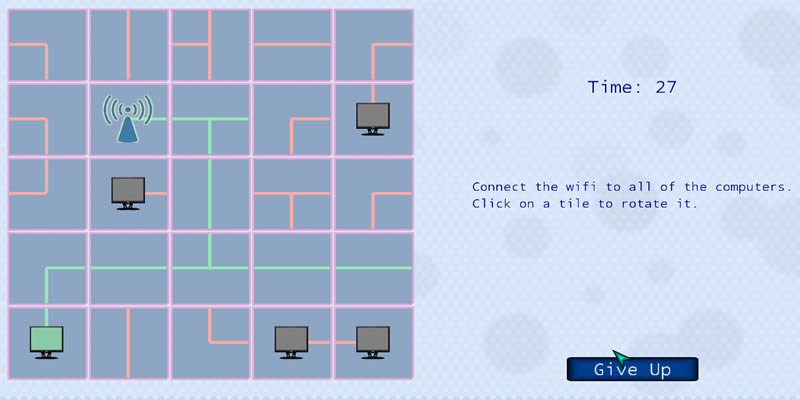 Time: 27
Connect the wifi to all of the computers.
Click on a tile to rotate it.
Give Up